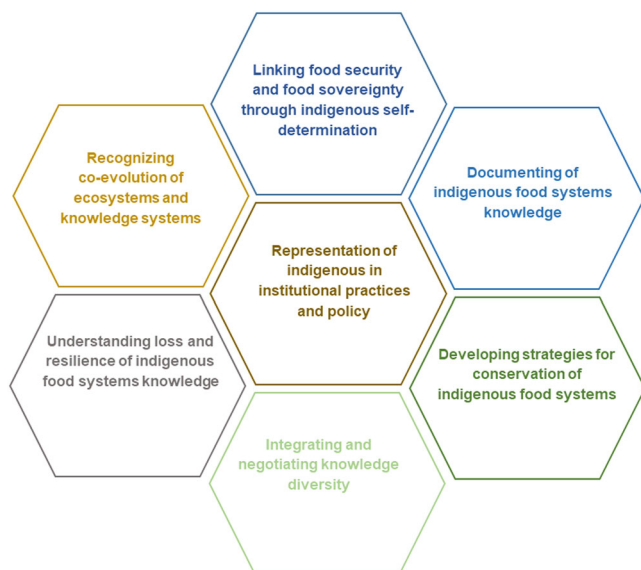 Linking food security
and food sovereignty
through indigenous self-
determination
Recognizing
co-evolution of
ecosystems and
knowledge systems
Documenting of
indigenous food systems
knowledge
Representation of
indigenous in
institutional practices
and policy
Understanding loss and
resilience of indigenous
food systems knowledge
Developing strategies for
conservation of
indigenous food systems
Integrating and
negotiating knowledge
diversity